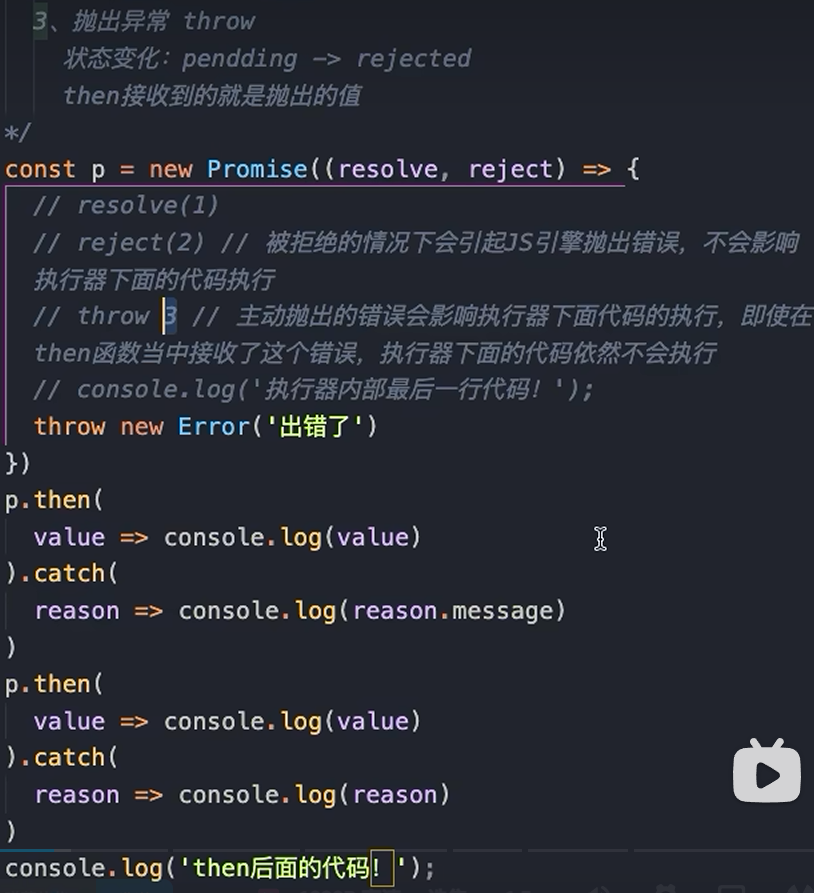 3、抛出异常 throw
状态变化：pendding -> rejected
then接收到的就是抛出的值
*/
const p = new Promise((resolve, reject) => {
// resolve(1)
// reject(2) // 被拒绝的情况下会引起JS引擎抛出错误，不会影响
执行器下面的代码执行
// throw 3 // 主动抛出的错误会影响执行器下面代码的执行，即使在
then函数当中接收了这个错误，执行器下面的代码依然不会执行
// console.log('执行器内部最后一行代码！');
throw new Error('出错了')
})
p.then(
value => console.log(value)
).catch(
reason => console.log(reason.message)
)
p.then(
value => console.log(value)
).catch(
reason => console.log(reason)
)
console.log('then后面的代码！');